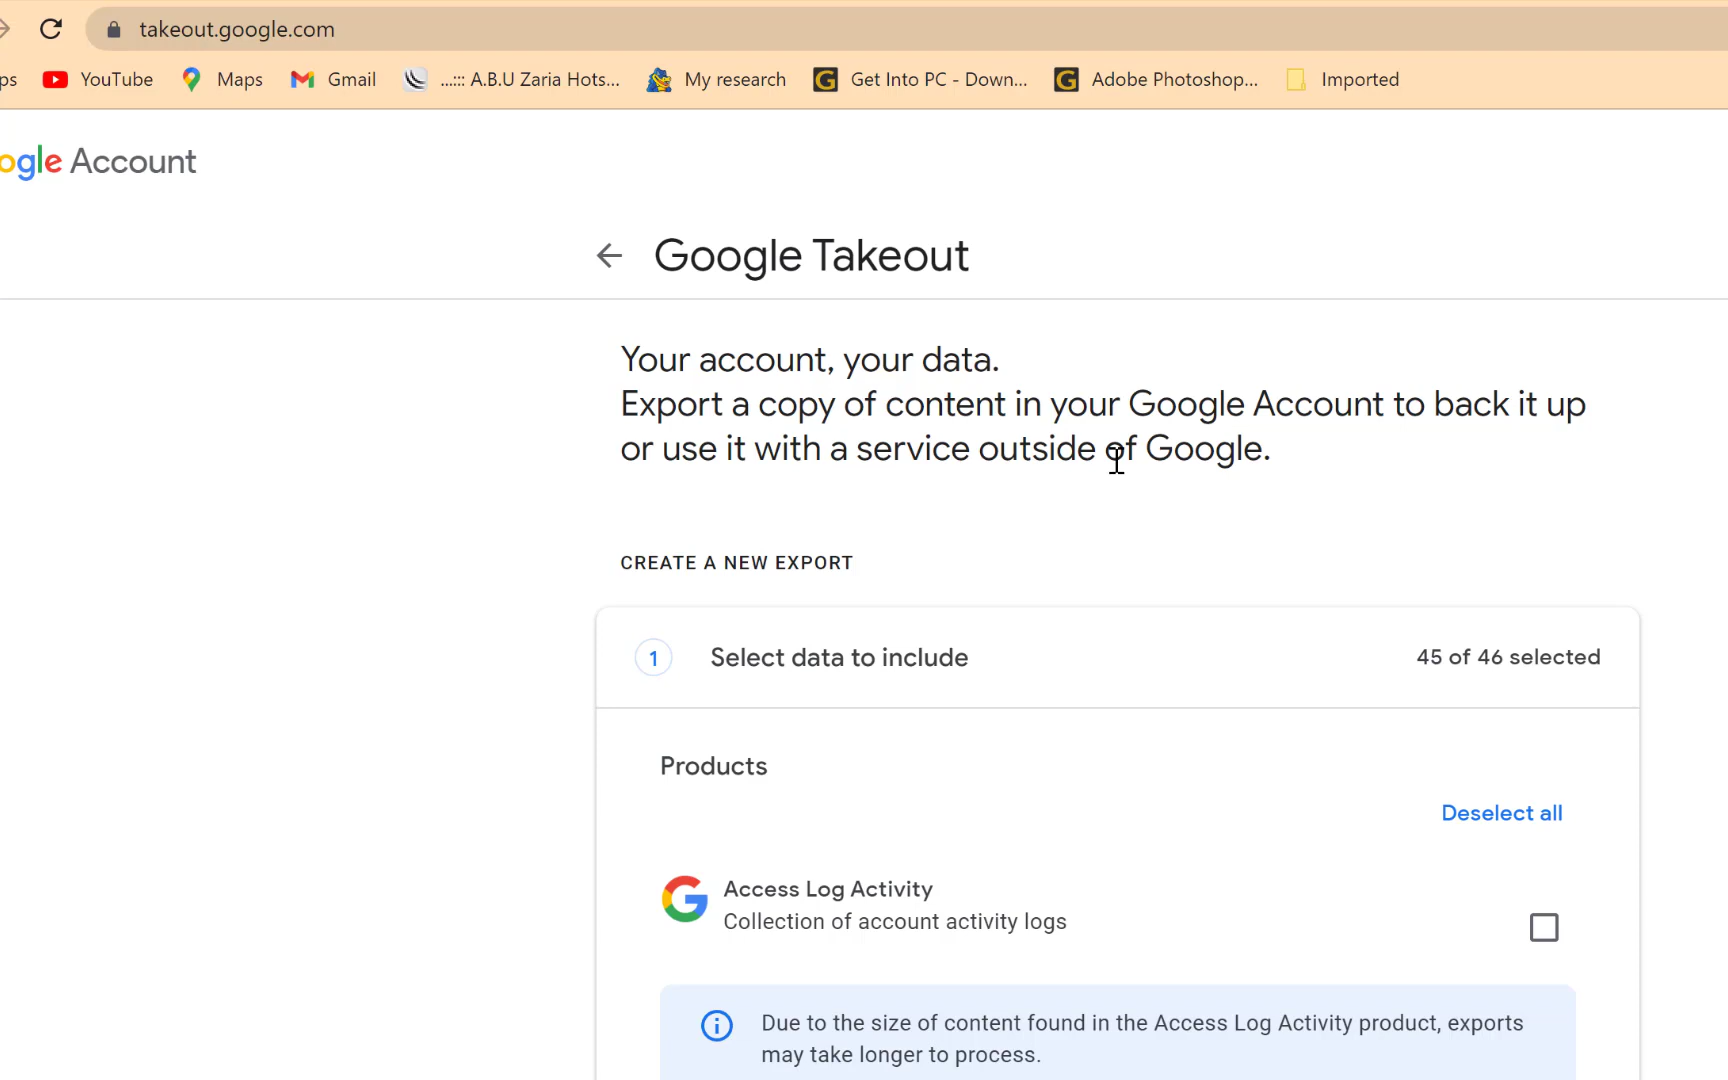 takeout.google.com
ps YouTube Maps Gmail ...::: A.B.U Zaria Hots... My research Get Into PC - Down... Adobe Photoshop... Imported
ogle Account
Google Takeout
Your account, your data.
Export a copy of content in your Google Account to back it up
or use it with a service outside of Google.
CREATE A NEW EXPORT
1 Select data to include 45 of 46 selected
Products
Deselect all
Access Log Activity
Collection of account activity logs
Due to the size of content found in the Access Log Activity product, exports
may take longer to process.